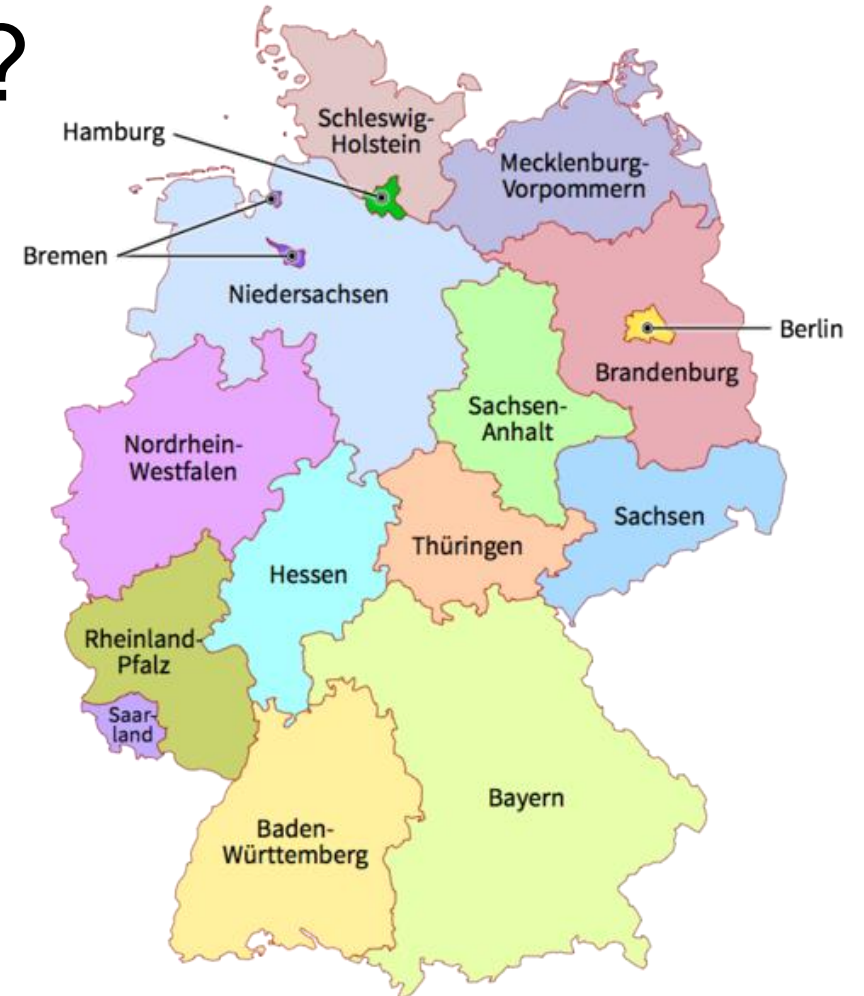 ?
Hamburg
Schleswig-
Holstein
Mecklenburg-
Vorpommern
Bremen
Niedersachsen
Berlin
Brandenburg
Sachsen-
Anhalt
Nordrhein-
Westfalen
Sachsen
Thüringen
Hessen
Rheinland-
Pfalz
Saar-
land
Bayern
Baden-
Württemberg